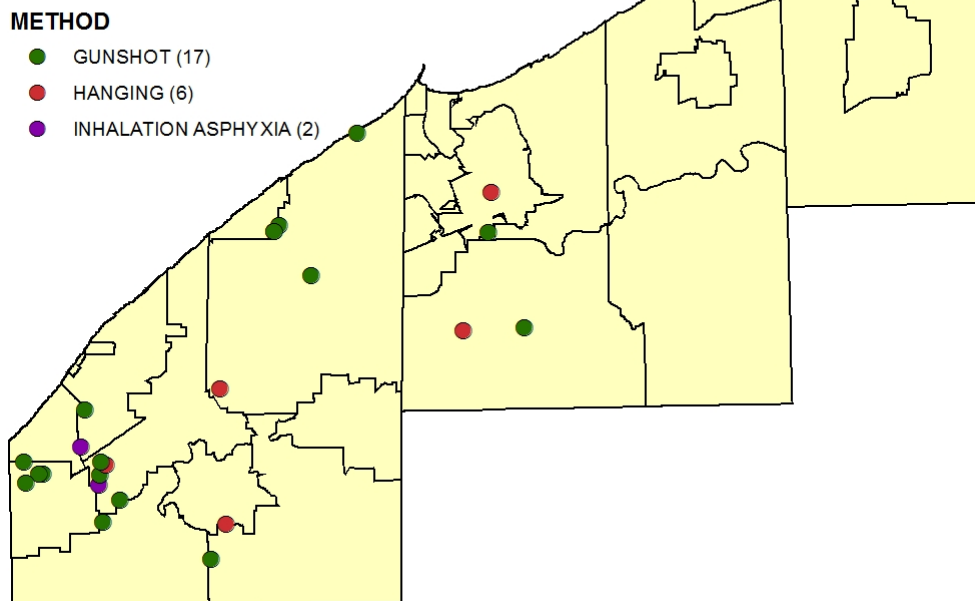 METHOD
GUNSHOT (17)
HANGING (6)
INHALATION ASPHYXIA (2)